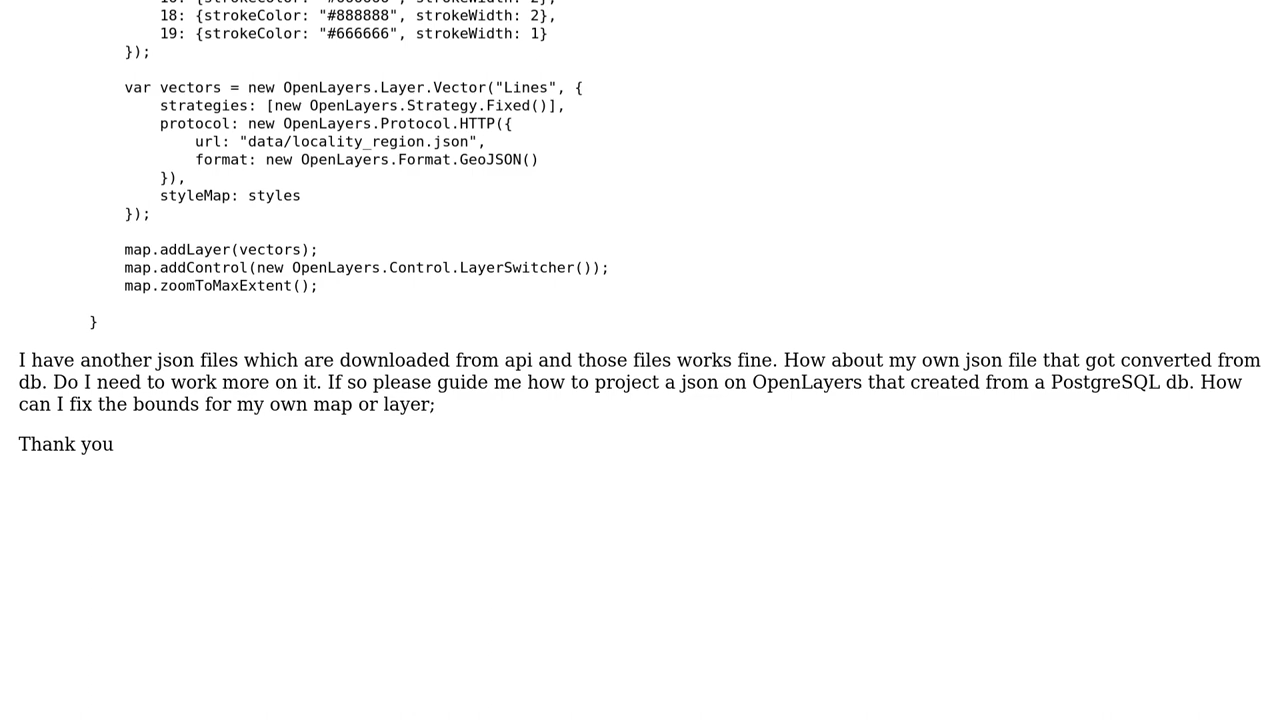 18: {strokeColor: "#888888", strokeWidth: 2},
19: {strokeColor: "#666666", strokeWidth: 1}
});
var vectors = new OpenLayers.Layer.Vector("Lines", {
strategies: [new OpenLayers.Strategy.Fixed()],
protocol: new OpenLayers.Protocol.HTTP({
url: "data/locality_region.json",
format: new OpenLayers.Format.GeoJSON()
}),
styleMap: styles
});
map.addLayer(vectors);
map.addControl(new OpenLayers.Control.LayerSwitcher());
map.zoomToMaxExtent();
}
I have another json files which are downloaded from api and those files works fine. How about my own json file that got converted from
db. Do I need to work more on it. If so please guide me how to project a json on OpenLayers that created from a PostgreSQL db. How
can I fix the bounds for my own map or layer;
Thank you